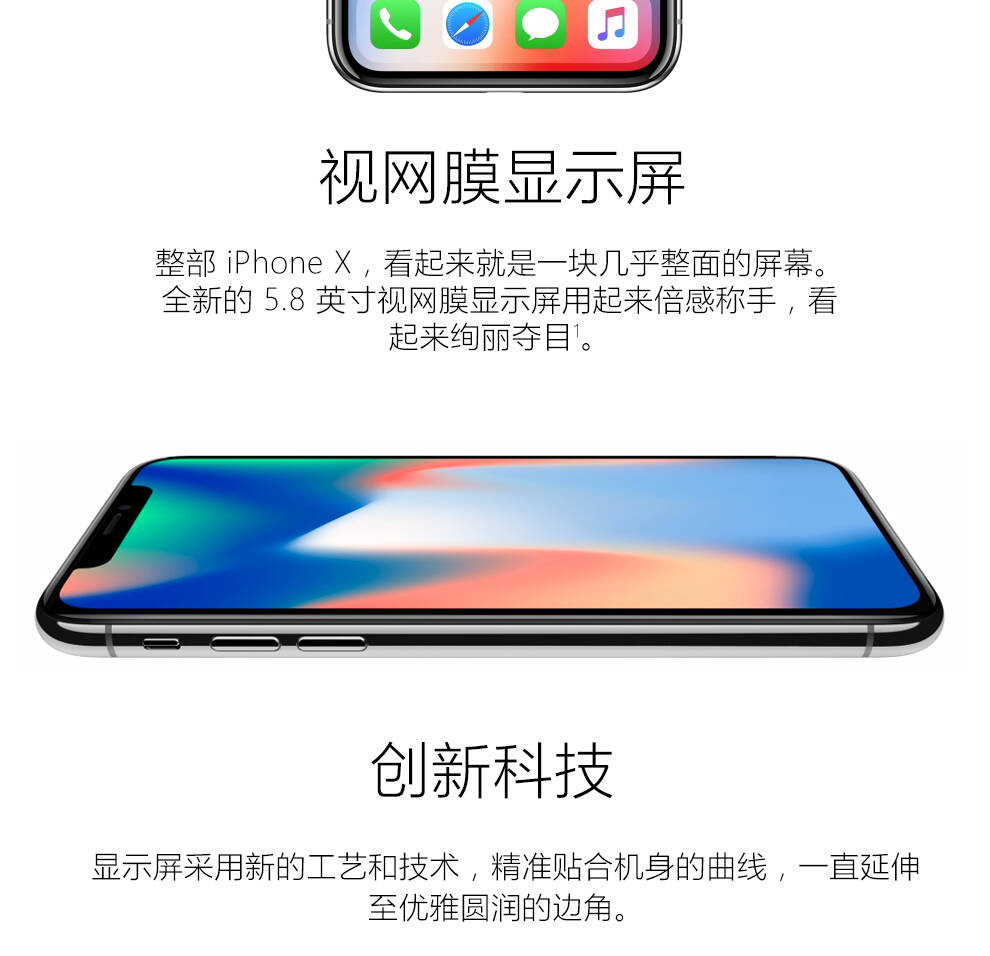 视网膜显示屏
整部 iPhone X，看起来就是一块几乎整面的屏幕。
全新的 5.8 英寸视网膜显示屏用起来倍感称手，看
起来绚丽夺目¹。
创新科技
显示屏采用新的工艺和技术，精准贴合机身的曲线，一直延伸
至优雅圆润的边角。